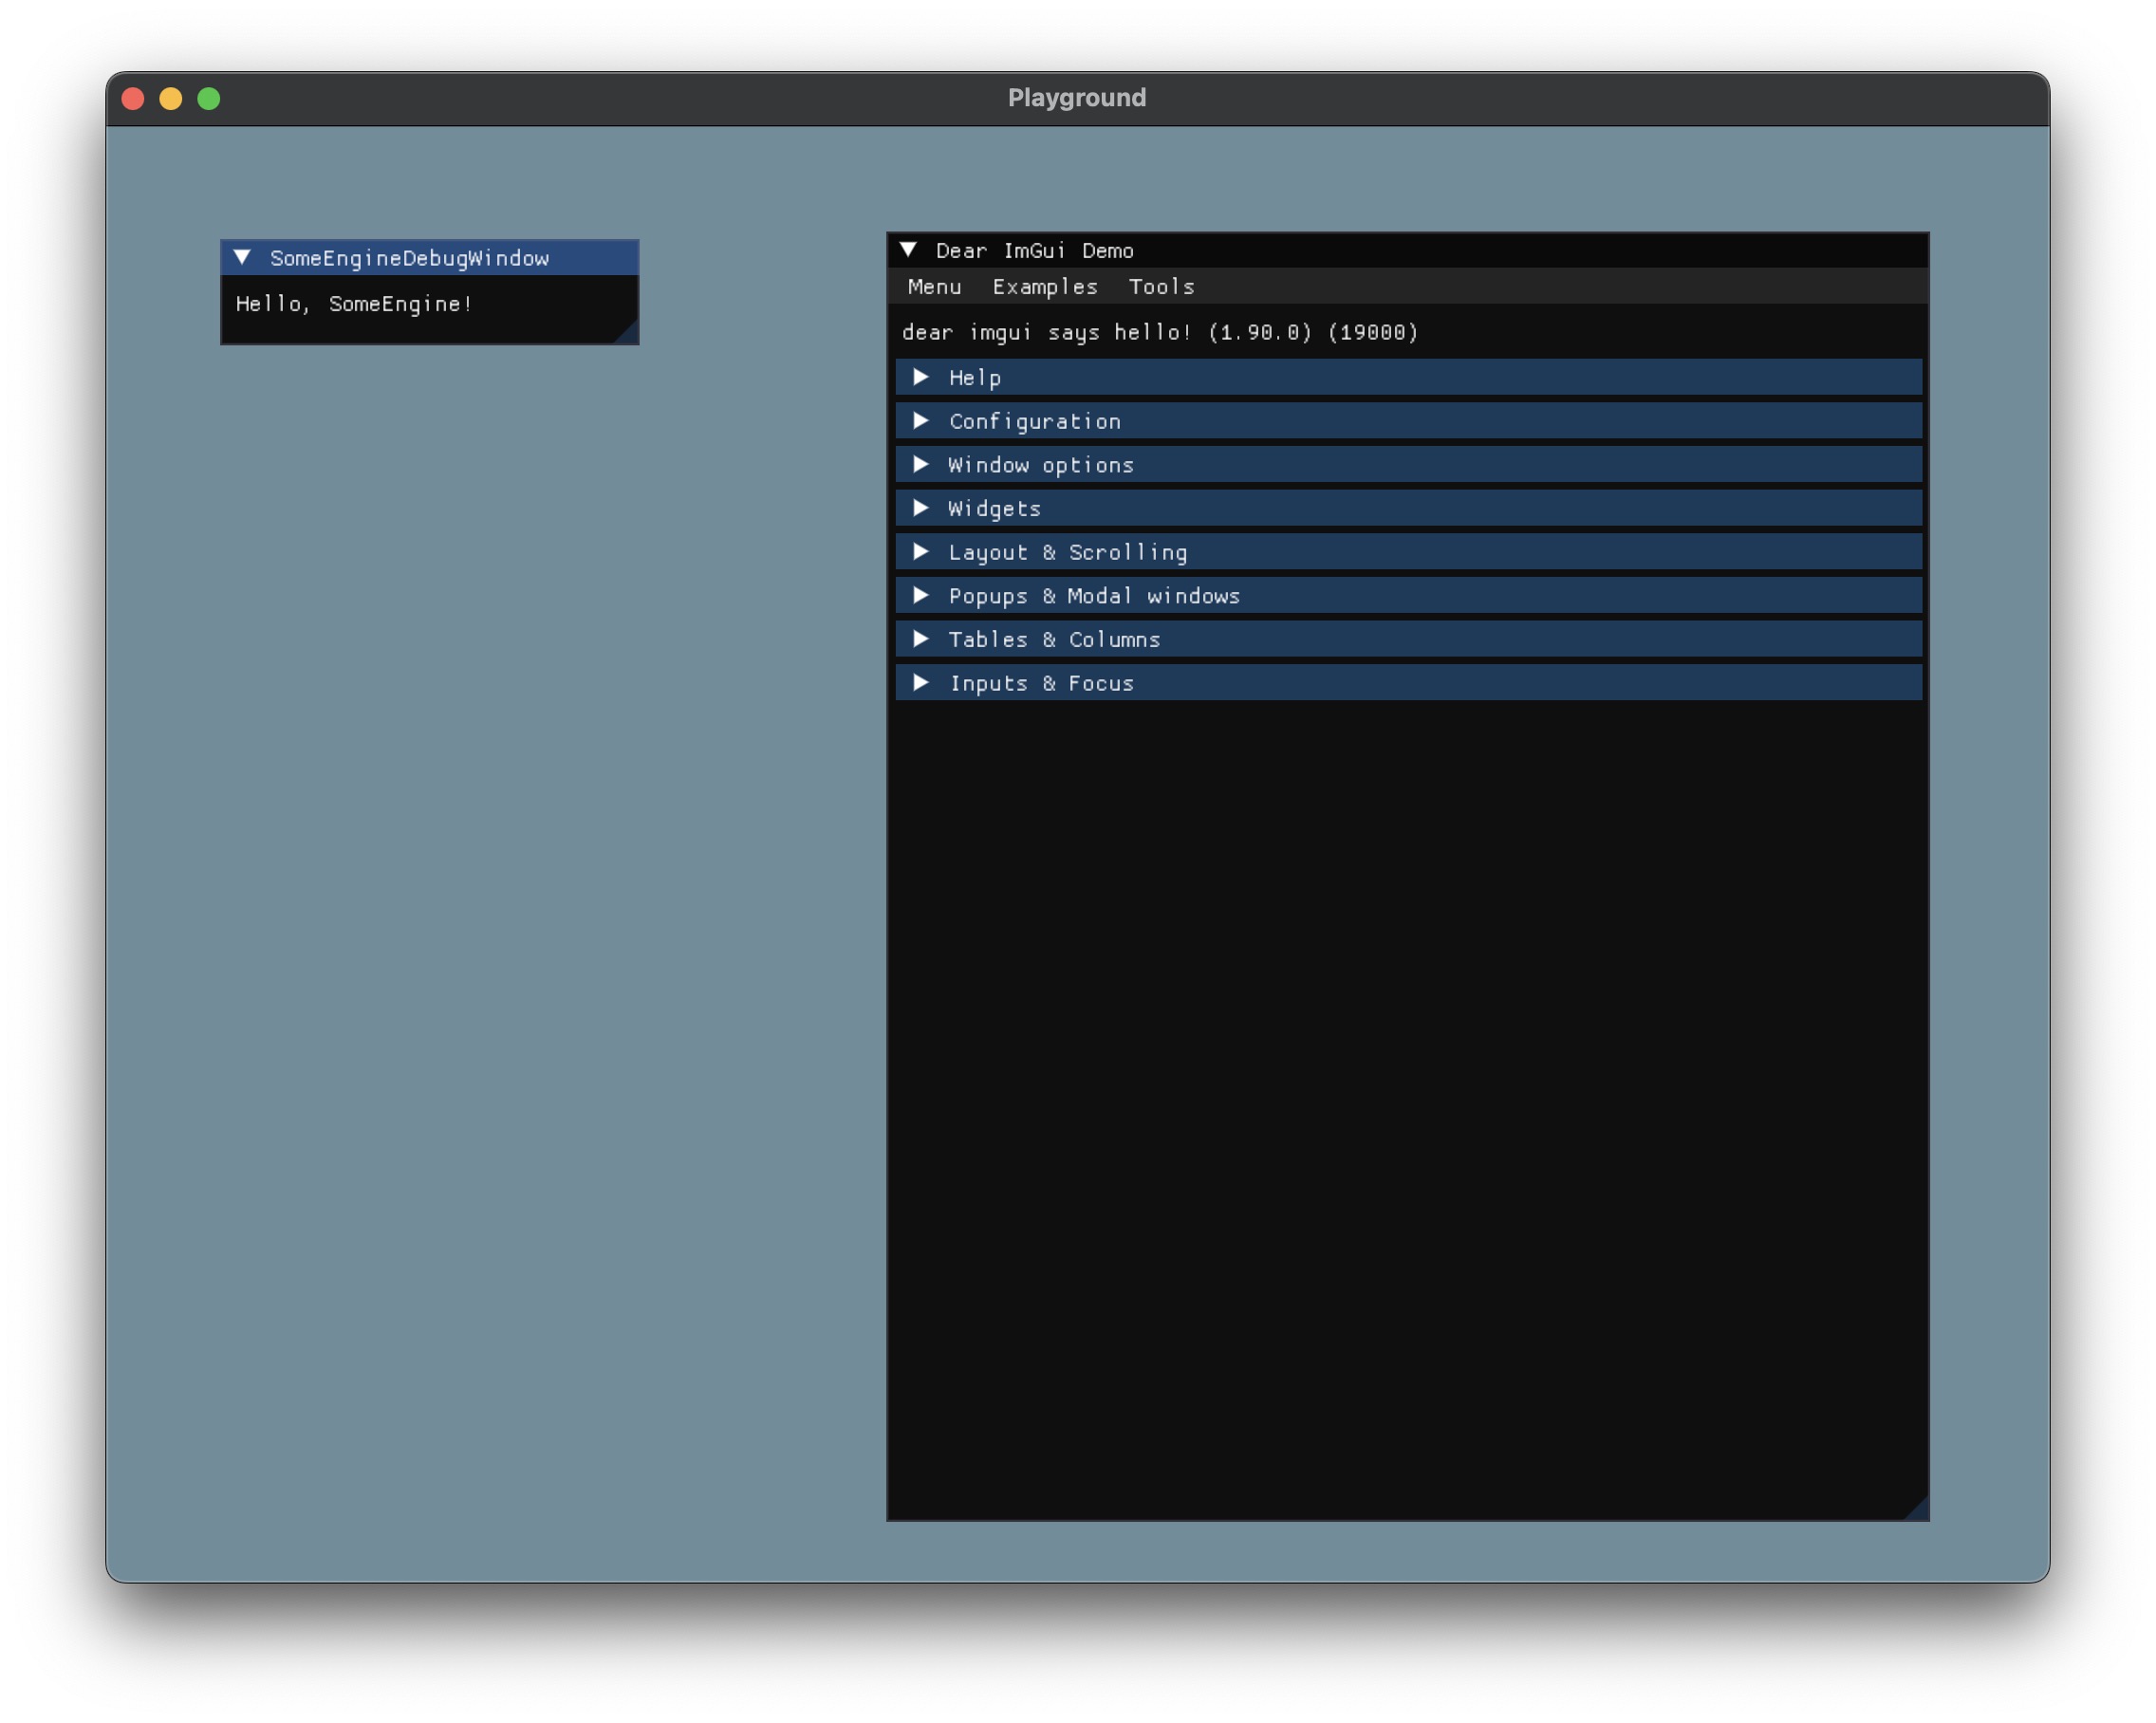 Playground
SomeEngineDebugWindow
Hello, SomeEngine!
Dear ImGui Demo
Menu Examples Tools
dear imgui says hello! (1.90.0) (19000)
Help
Configuration
Window options
Widgets
Layout & Scrolling
Popups & Modal windows
Tables & Columns
Inputs & Focus